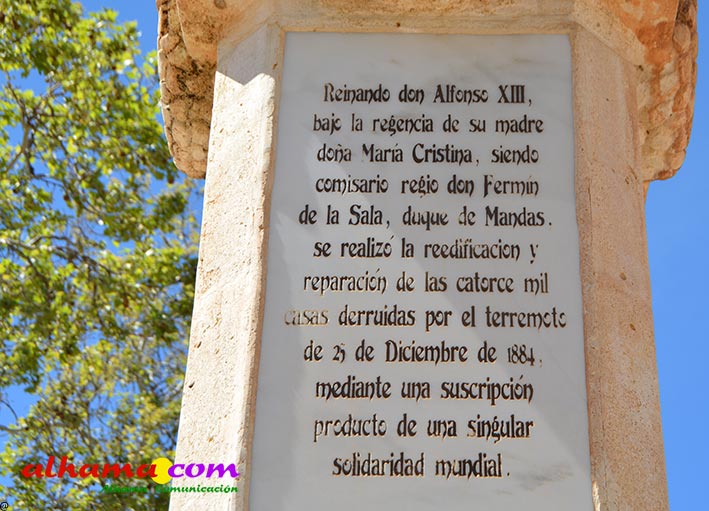 Reinando don Alfonso XIII,
bajo la regencia de su madre
doña María Cristina, siendo
comisario regio don Fermín
de la Sala, duque de Mandas,
se realizó la reedificacion y
reparación de las catorce mil
casas derruidas por el terremoto
de 25 de Diciembre de 1884,
mediante una suscripción
producto de una singular
solidaridad mundial.
alhama.com
Comunicación